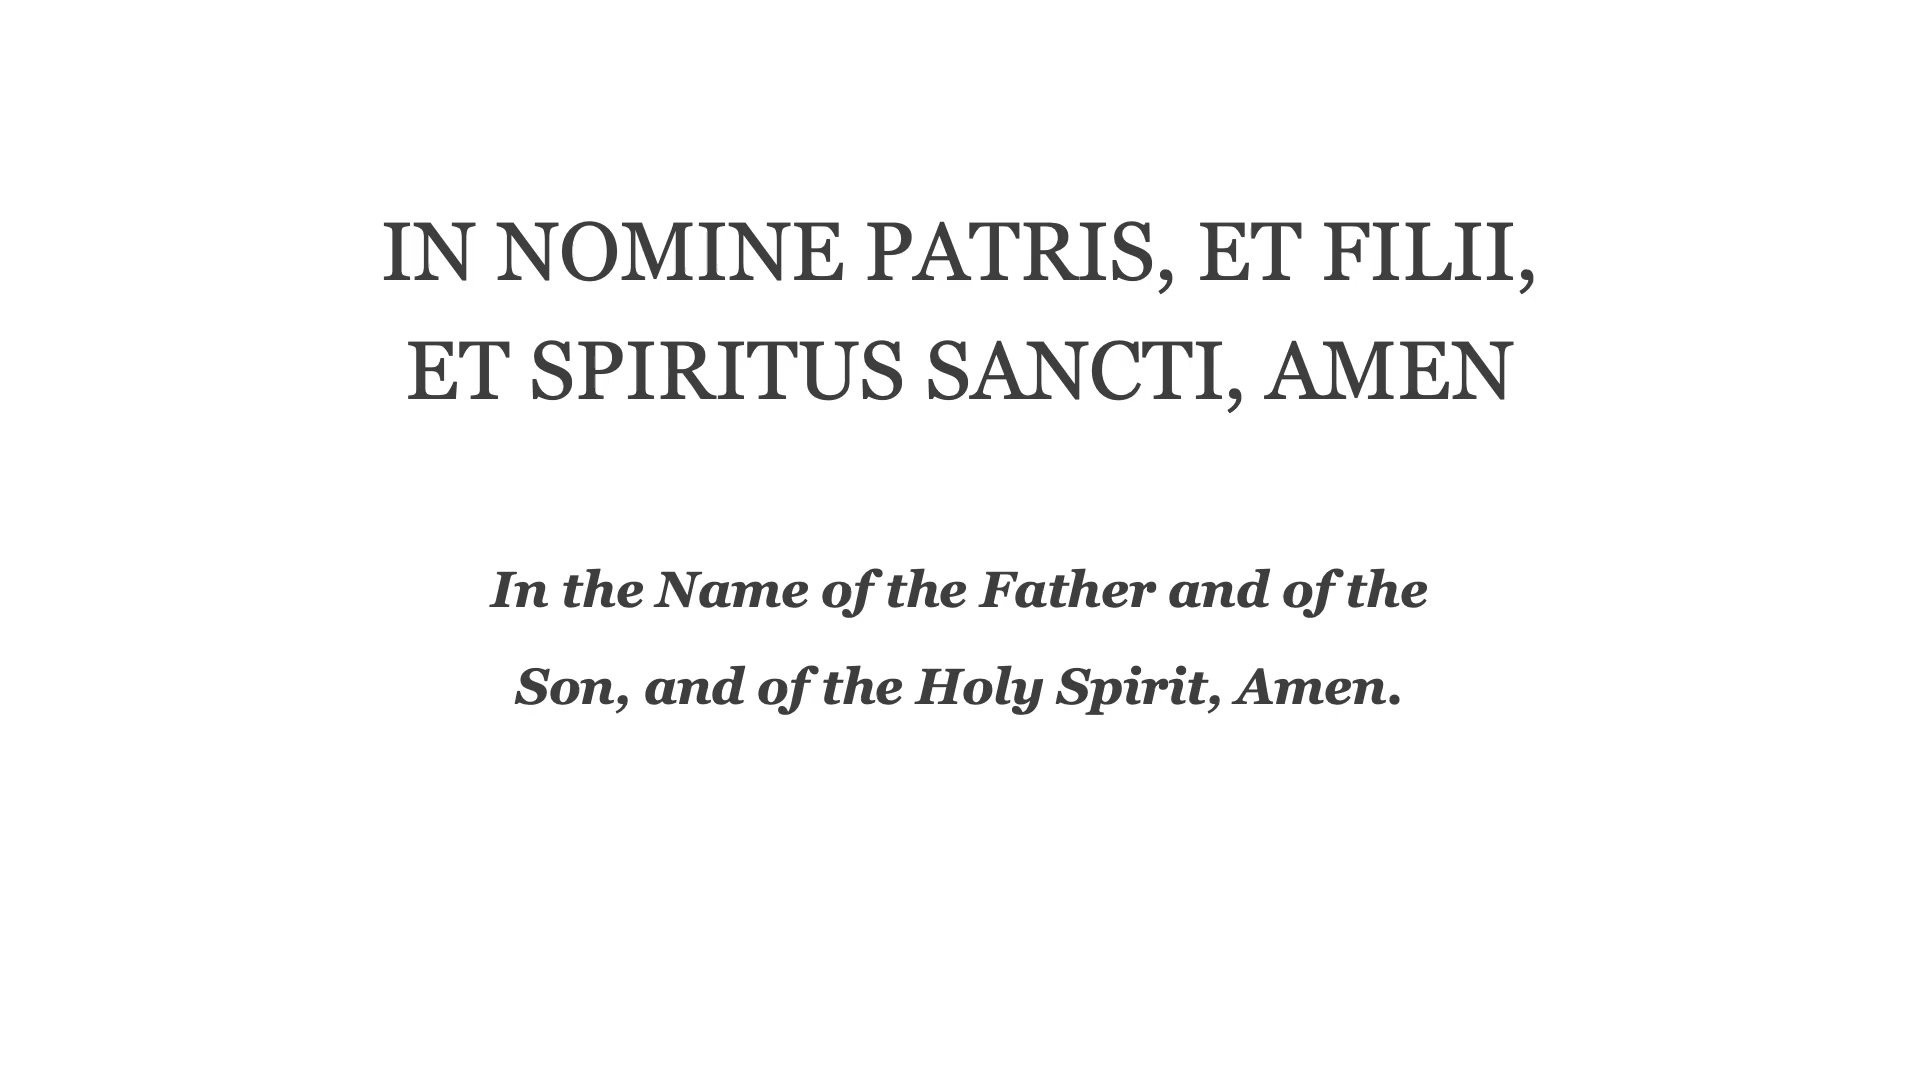 IN NOMINE PATRIS, ET FILII,
ET SPIRITUS SANCTI, AMEN
In the Name of the Father and of the
Son, and of the Holy Spirit, Amen.